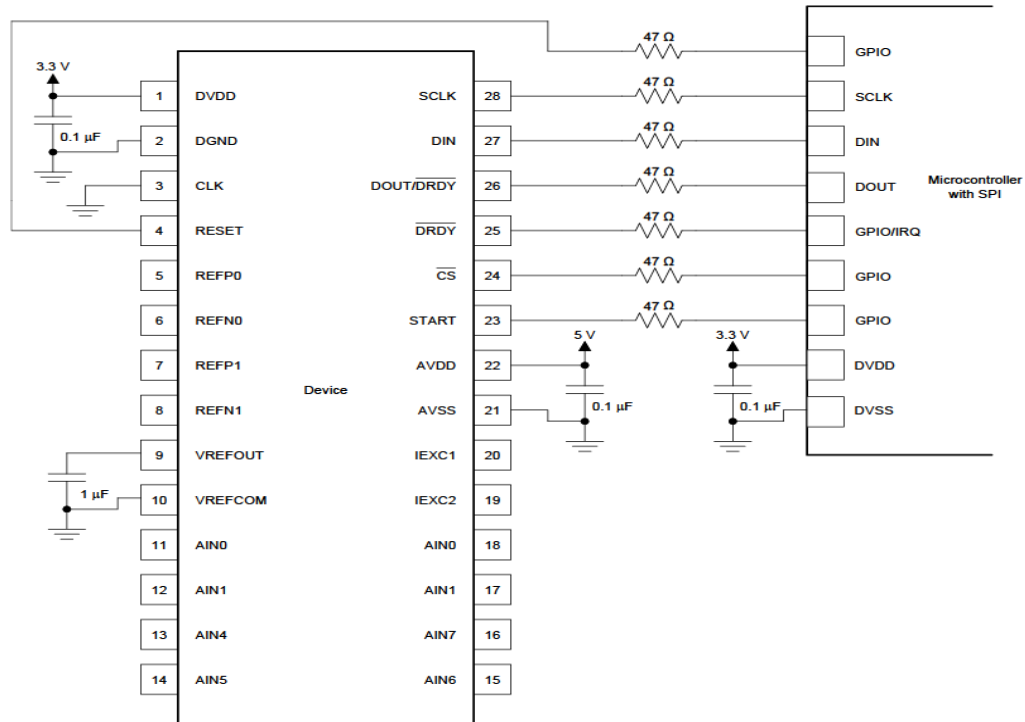 47 Ω
GPIO
3.3 V
1 DVDD SCLK 28 47 Ω SCLK
0.1 µF
2 DGND DIN 27 47 Ω DIN
3 CLK DOUT/DRDY 26 47 Ω DOUT
Microcontroller
with SPI
4 RESET DRDY 25 47 Ω GPIO/IRQ
5 REFP0 CS 24 47 Ω GPIO
6 REFN0 START 23 47 Ω GPIO
5 V
3.3 V
7 REFP1 AVDD 22 DVDD
Device
8 REFN1 AVSS 21 0.1 µF 0.1 µF DVSS
9 VREFOUT IEXC1 20
1 µF
10 VREFCOM IEXC2 19
11 AIN0 AIN0 18
12 AIN1 AIN1 17
13 AIN4 AIN7 16
14 AIN5 AIN6 15